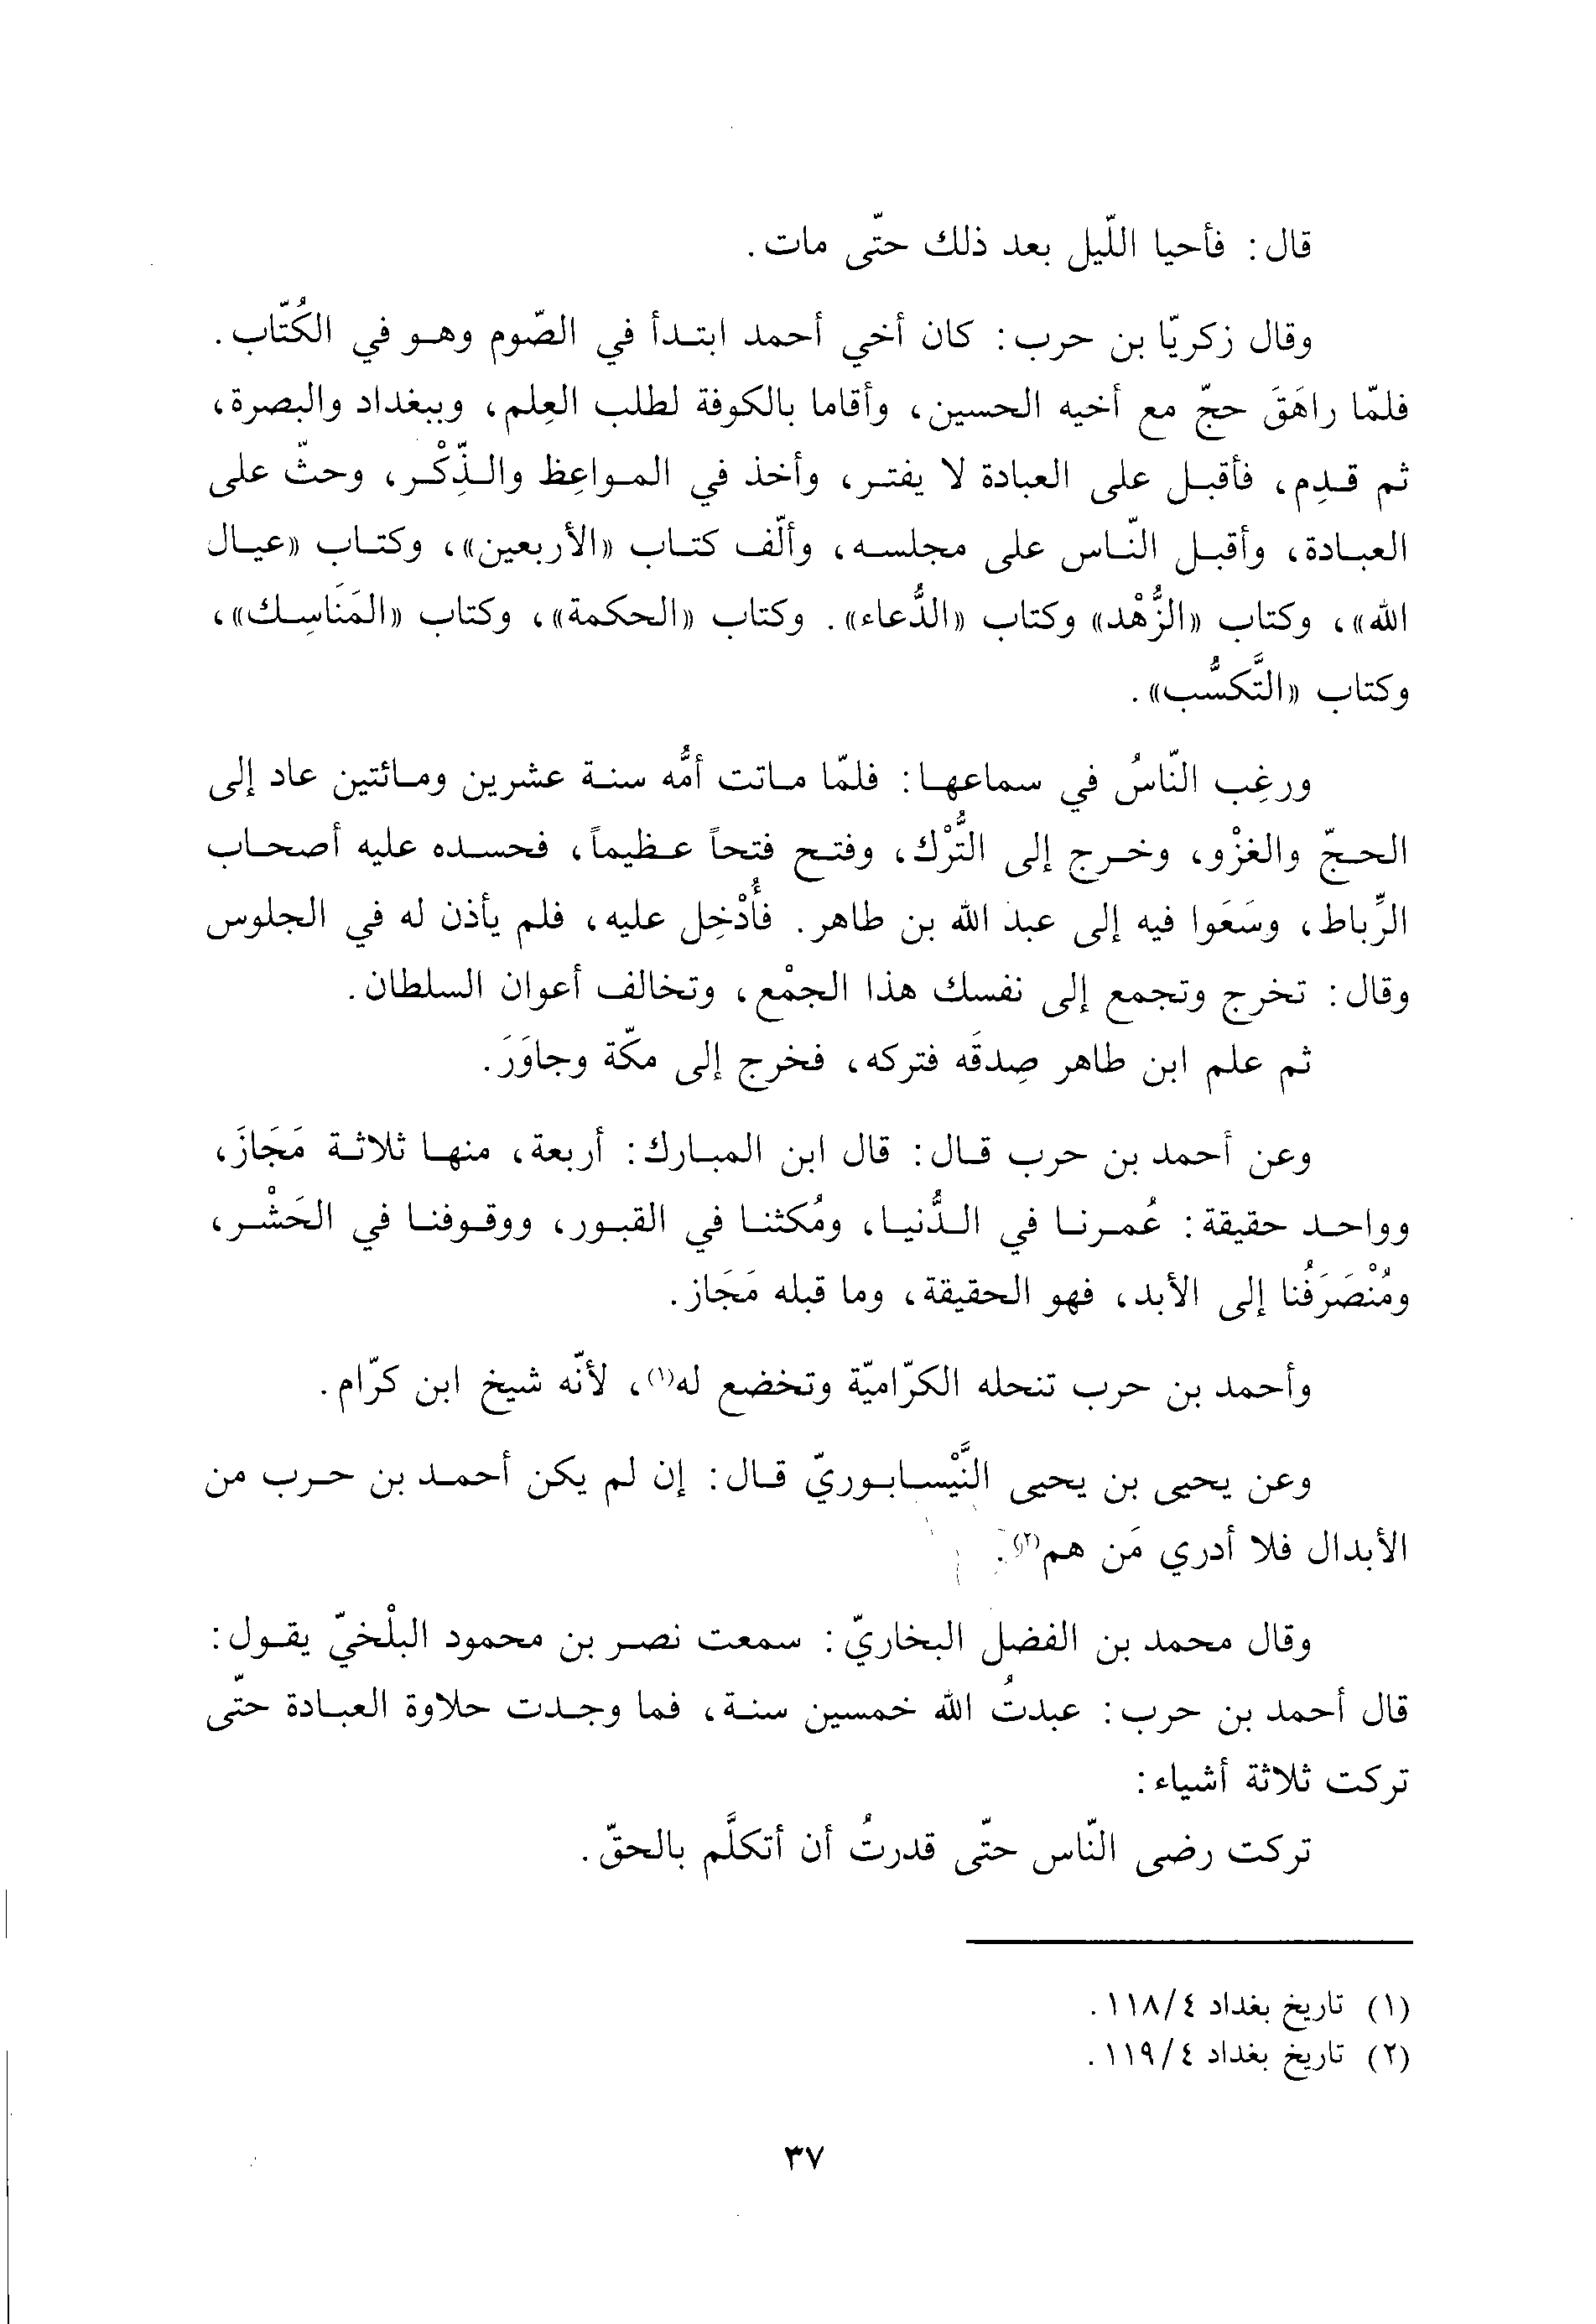 قال: فأحيا اللّيل بعد ذلك حتّى مات.
وقال زكريّا بن حرب: كان أخي أحمد ابتدأ في الصّوم وهو في الكُتّاب.
فلمّا راهَقَ حجّ مع أخيه الحسين، وأقاما بالكوفة لطلب العِلم، وببغداد والبصرة،
ثم قدِم، فأقبل على العبادة لا يفتر، وأخذ في المواعِظ والذِّكْر، وحثّ على
العبادة، وأقبل النّاس على مجلسه، وألّف كتاب «الأربعين»، وكتاب «عيال
الله»، وكتاب «الزُّهْد» وكتاب «الدُّعاء». وكتاب «الحكمة»، وكتاب «المَنَاسِك»،
وكتاب «التَّكسُّب».
ورغِب النّاسُ في سماعها: فلمّا ماتت أمُّه سنة عشرين ومائتين عاد إلى
الحجّ والغزْو، وخرج إلى التُّرْك، وفتح فتحاً عظيماً، فحسده عليه أصحاب
الرِّباط، وسَعَوا فيه إلى عبد الله بن طاهر. فأُدْخِل عليه، فلم يأذن له في الجلوس
وقال: تخرج وتجمع إلى نفسك هذا الجمْع، وتخالف أعوان السلطان.
ثم علم ابن طاهر صِدقَه فتركه، فخرج إلى مكّة وجاوَرَ.
وعن أحمد بن حرب قال: قال ابن المبارك: أربعة، منها ثلاثة مَجَازَ،
وواحد حقيقة: عُمرنا في الدُّنيا، ومُكثنا في القبور، ووقوفنا في الحَشْر،
ومُنْصَرَفُنا إلى الأبد، فهو الحقيقة، وما قبله مَجَاز.
وأحمد بن حرب تنحله الكرّاميّة وتخضع له<sup>(١)</sup>، لأنّه شيخ ابن كرّام.
وعن يحيى بن يحيى النَّيْسابوريّ قال: إن لم يكن أحمد بن حرب من
الأبدال فلا أدري مَن هم<sup>(٢)</sup>.
وقال محمد بن الفضل البخاريّ: سمعت نصر بن محمود البلْخيّ يقول:
قال أحمد بن حرب: عبدتُ الله خمسين سنة، فما وجدت حلاوة العبادة حتّى
تركت ثلاثة أشياء:
تركت رضى النّاس حتّى قدرتُ أن أتكلَّم بالحقّ.
(١) تاريخ بغداد ٤/ ١١٨.
(٢) تاريخ بغداد ٤/ ١١٩.
٣٧